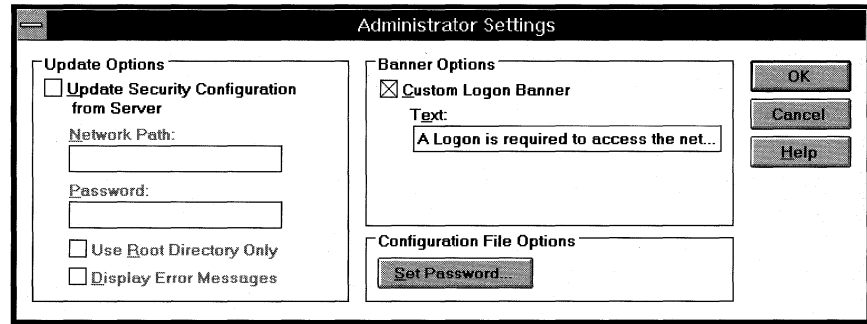 Administrator Settings
Update Options
Update Security Configuration
from Server
Network Path:
Password:
Use Root Directory Only
Display Error Messages
Banner Options
Custom Logon Banner
Text:
A Logon is required to access the net...
Configuration File Options
Set Password...
OK
Cancel
Help